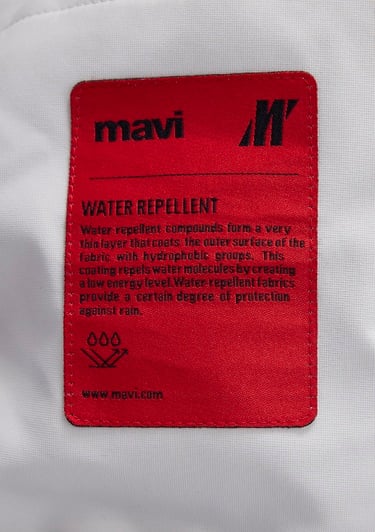 mavi M
WATER REPELLENT
Water repellent compounds form a very
thin layer that coats the outer surface of the
fabric with hydrophobic groups. This
coating repels water molecules by creating
a low energy level. Water-repellent fabrics
provide a certain degree of protection
against rain.
www.mavi.com